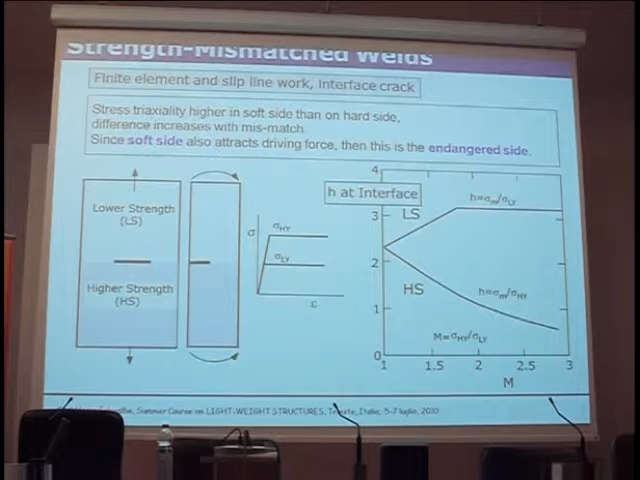 Strength-Mismatched Welds
Finite element and slip line work, interface crack
Stress triaxiality higher in soft side than on hard side,
difference increases with mis-match
Since soft side also attracts driving force, then this is the endangered side.
Lower Strength
(LS)
Higher Strength
(HS)
σ
σHY
σLY
ε
h at Interface
4
3
2
1
0
LS
HS
h=σm/σLY
h=σm/σHY
M=σHY/σLY
1 1.5 2 2.5 3
M
Summer Course on LIGHT-WEIGHT STRUCTURES, Trieste, Italia, 5-7 luglio, 2010